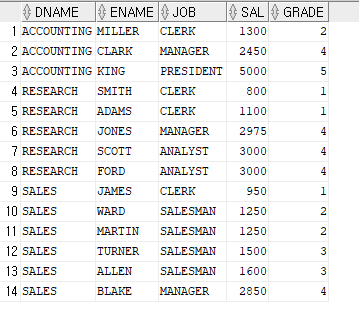 DNAME ENAME JOB SAL GRADE
1 ACCOUNTING MILLER CLERK 1300 2
2 ACCOUNTING CLARK MANAGER 2450 4
3 ACCOUNTING KING PRESIDENT 5000 5
4 RESEARCH SMITH CLERK 800 1
5 RESEARCH ADAMS CLERK 1100 1
6 RESEARCH JONES MANAGER 2975 4
7 RESEARCH SCOTT ANALYST 3000 4
8 RESEARCH FORD ANALYST 3000 4
9 SALES JAMES CLERK 950 1
10 SALES WARD SALESMAN 1250 2
11 SALES MARTIN SALESMAN 1250 2
12 SALES TURNER SALESMAN 1500 3
13 SALES ALLEN SALESMAN 1600 3
14 SALES BLAKE MANAGER 2850 4